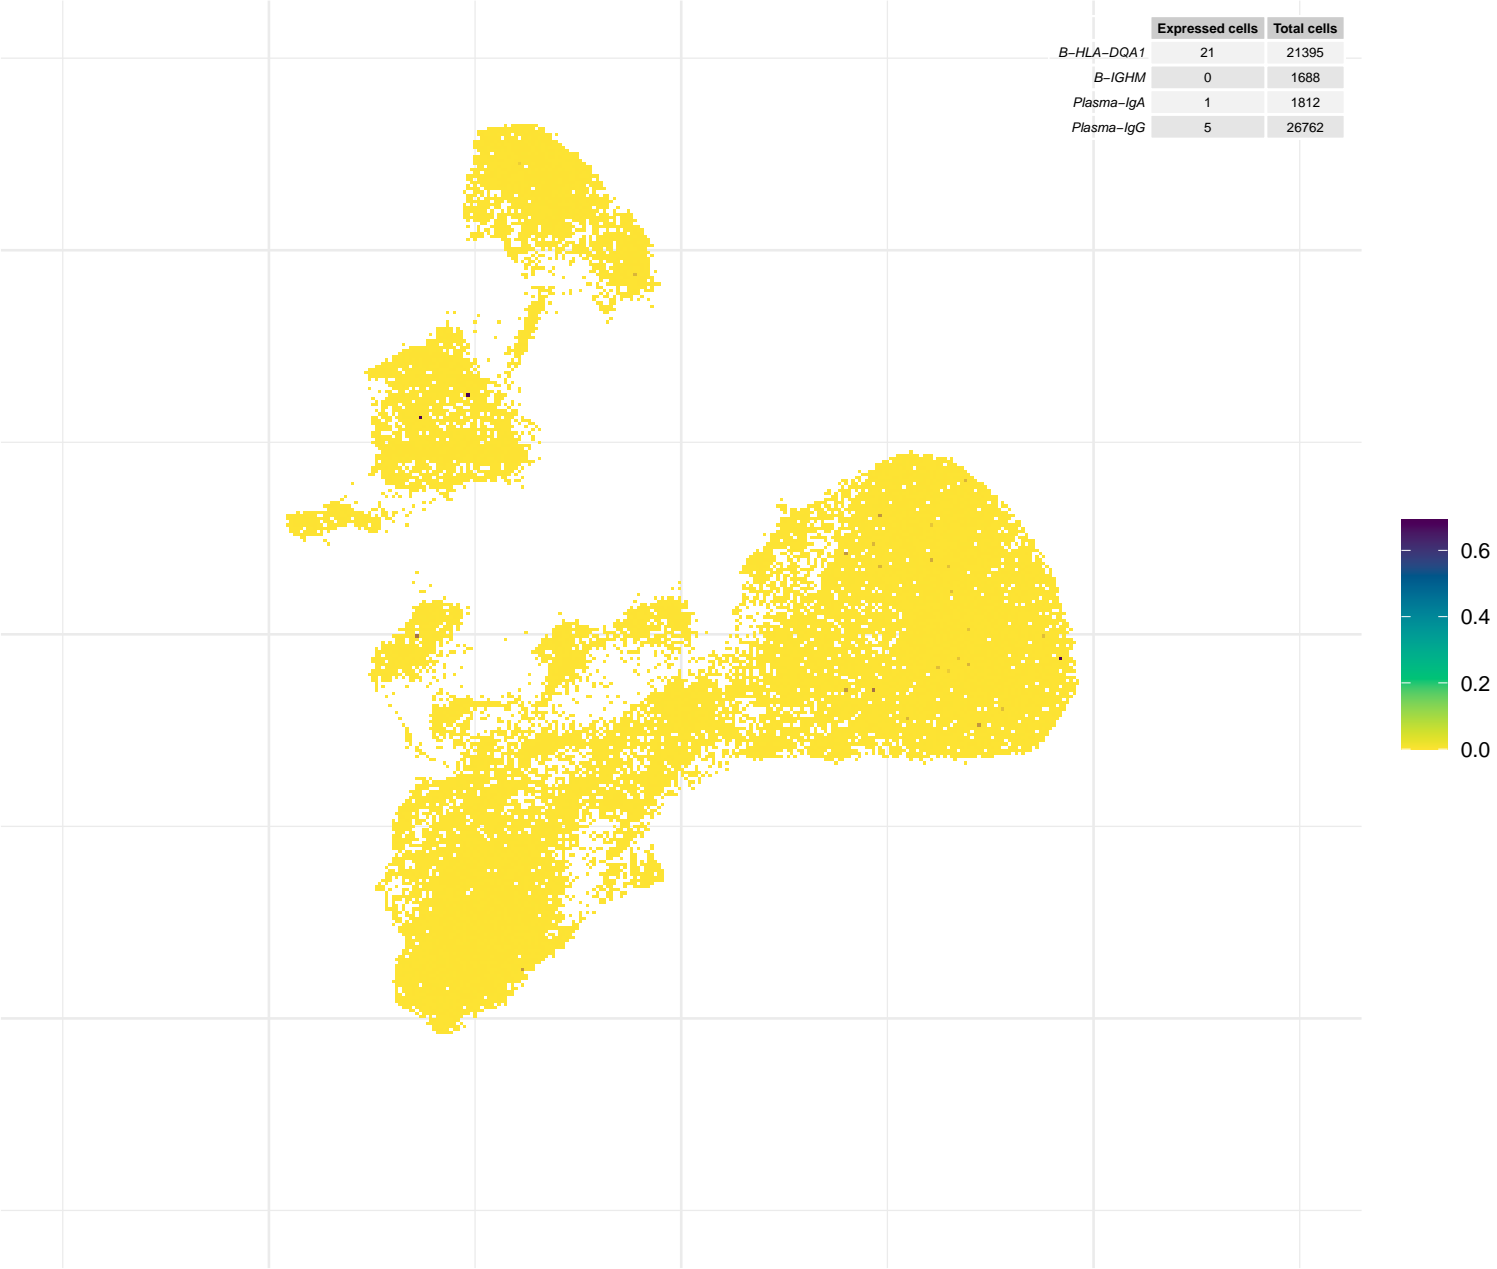 Expressed cells Total cells
B−HLA−DQA1 21 21395
B−IGHM 0 1688
Plasma−IgA 1 1812
Plasma−IgG 5 26762
0.6
0.4
0.2
0.0